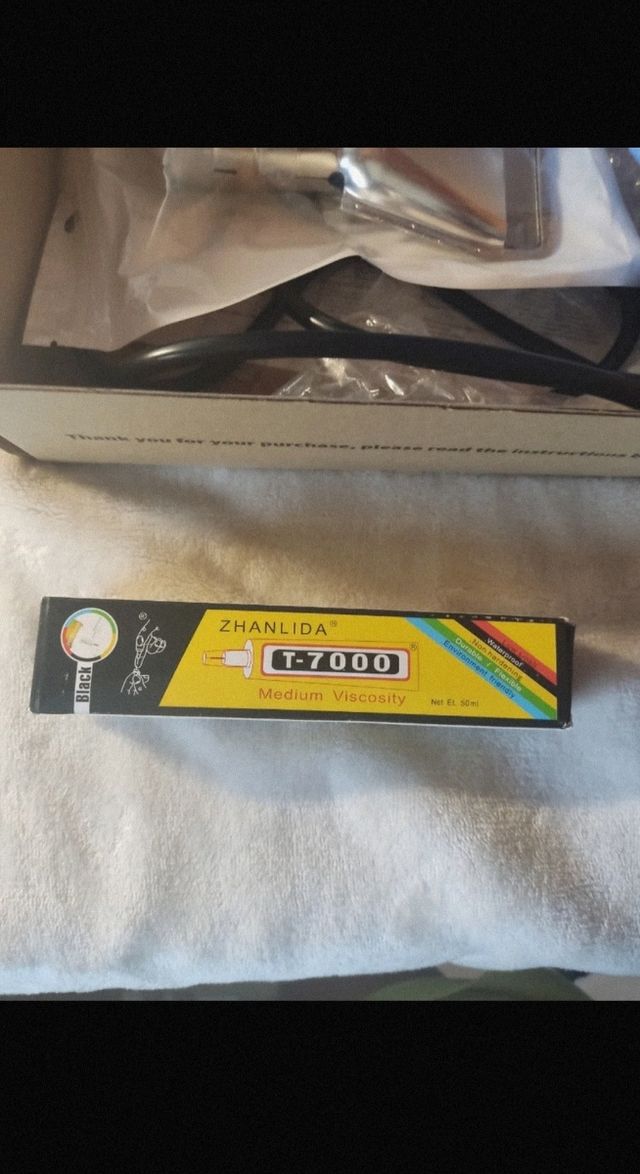 Thank you for your purchase, please read the instructions
Black
®
ZHANLIDA®
T-7000
®
Medium Viscosity
Net Et. 50ml
Waterproof
Non hardening
Durable / Flexible
Environment friendly